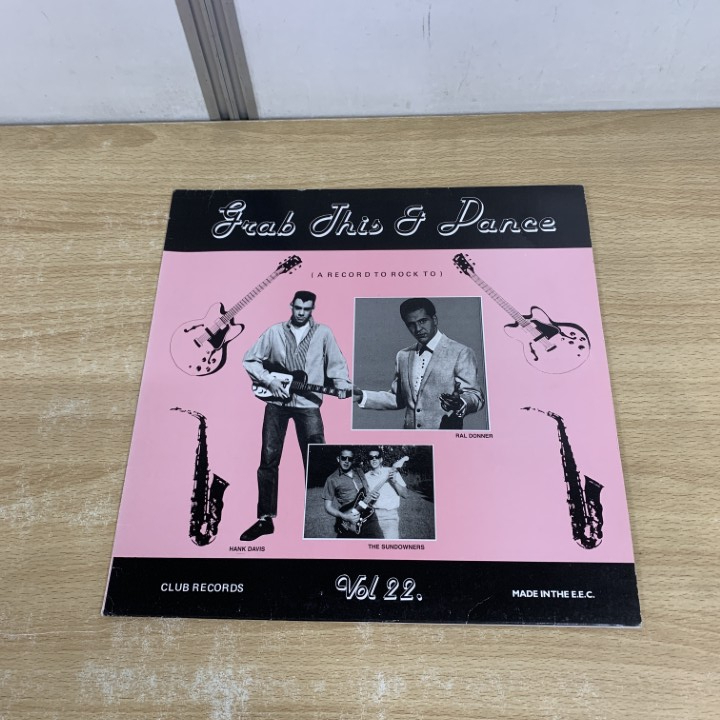 Grab This & Dance
(A RECORD TO ROCK TO)
RAL DONNER
HANK DAVIS
THE SUNDOWNERS
CLUB RECORDS
Vol 22.
MADE IN THE E.E.C.